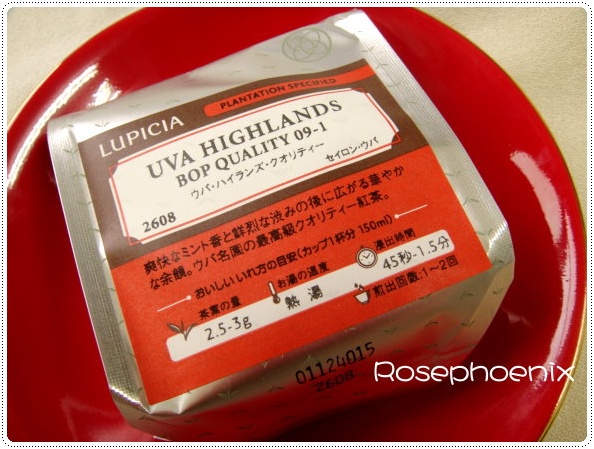 PLANTATION SPECIFIED
LUPICIA
UVA HIGHLANDS
BOP QUALITY 09-1
ウバ・ハイランズ・クオリティー
セイロン・ウバ
2608
爽快なミント香と鮮烈な渋みの後に広がる華やか
な余韻。ウバ名園の最高級クオリティー紅茶。
おいしいいれ方の目安(カップ1杯分 150ml)
茶葉の量
2.5-3g
お湯の温度
熱湯
浸出時間
45秒-1.5分
煎出回数:1~2回
01124015
2608
Rosephoenix